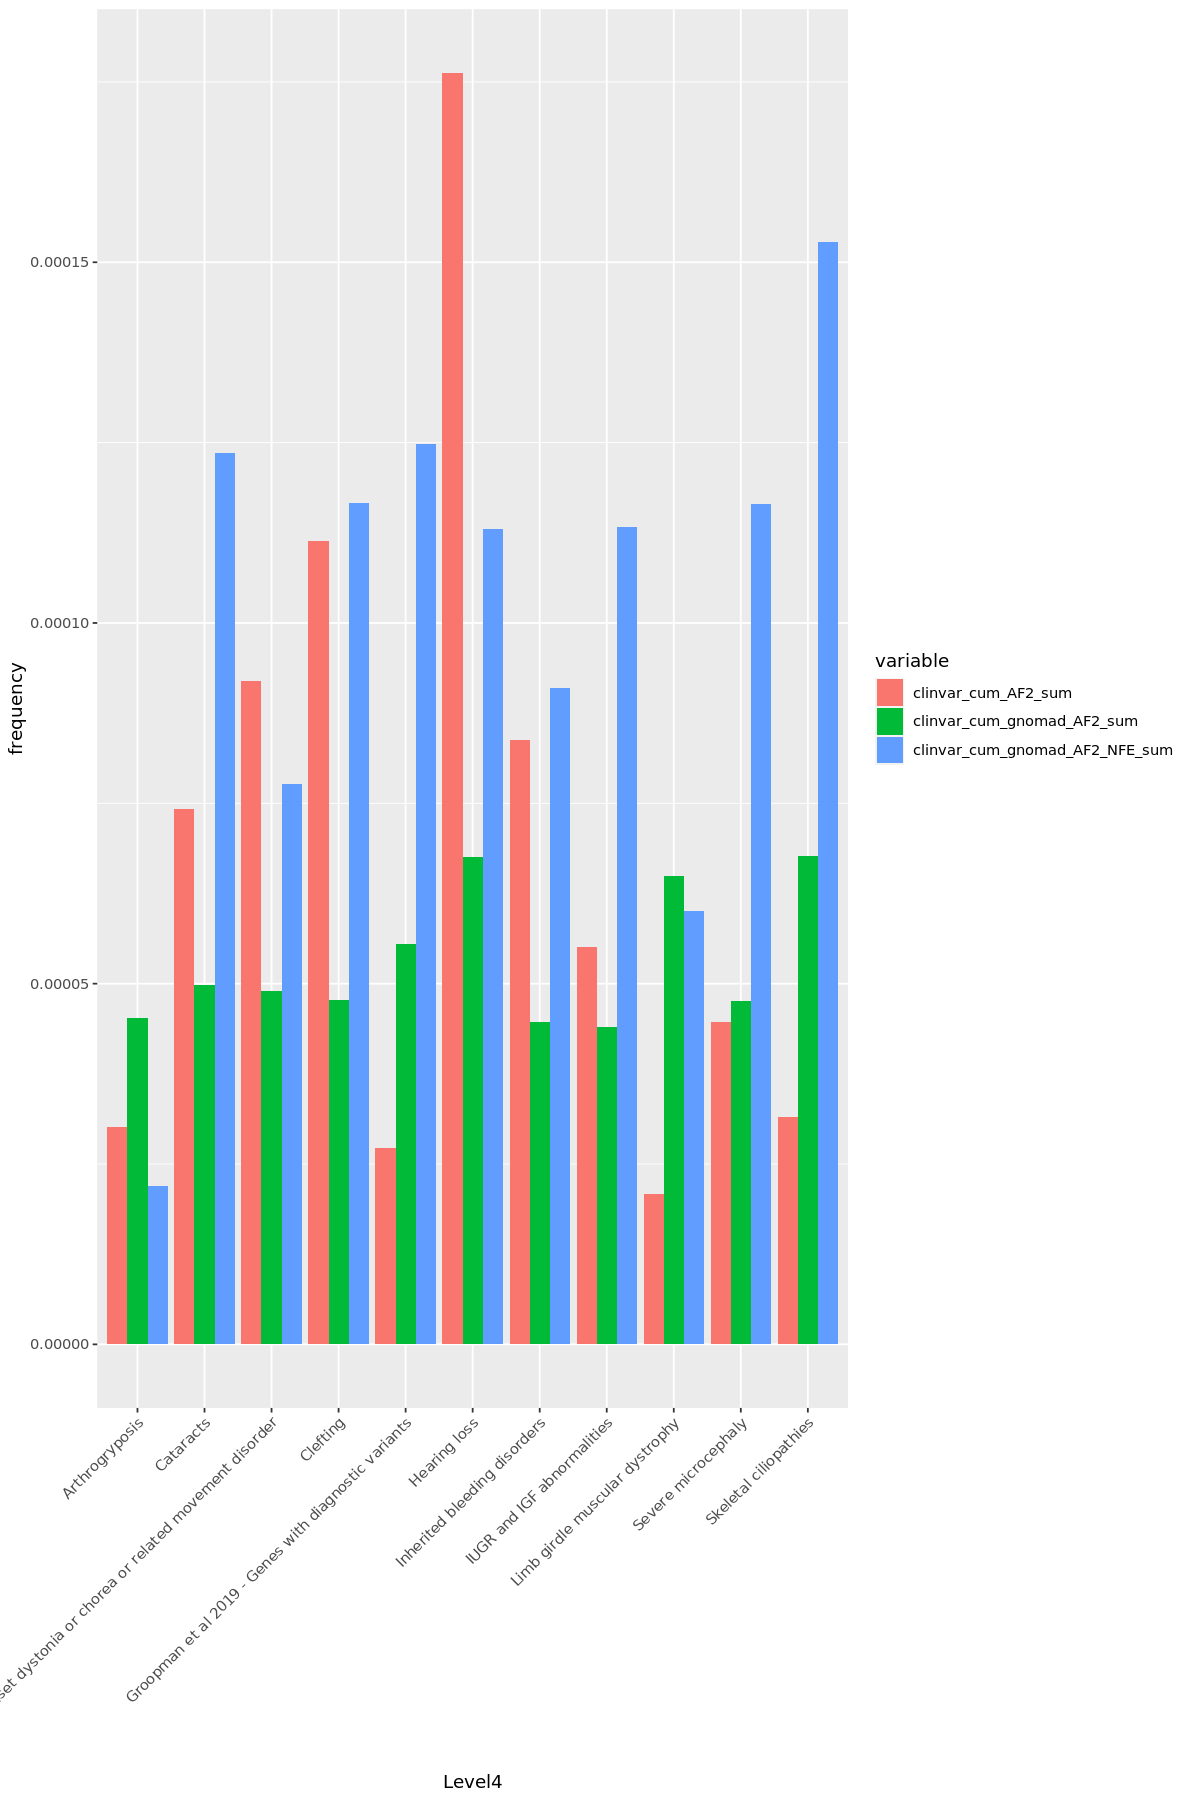 frequency
0.00015
0.00010
0.00005
0.00000
Arthrogryposis
Cataracts
dystonia or chorea or related movement disorder
Clefting
Groopman et al 2019 - Genes with diagnostic variants
Hearing loss
Inherited bleeding disorders
IUGR and IGF abnormalities
Limb girdle muscular dystrophy
Severe microcephaly
Skeletal ciliopathies
Level4
variable
clinvar_cum_AF2_sum
clinvar_cum_gnomad_AF2_sum
clinvar_cum_gnomad_AF2_NFE_sum